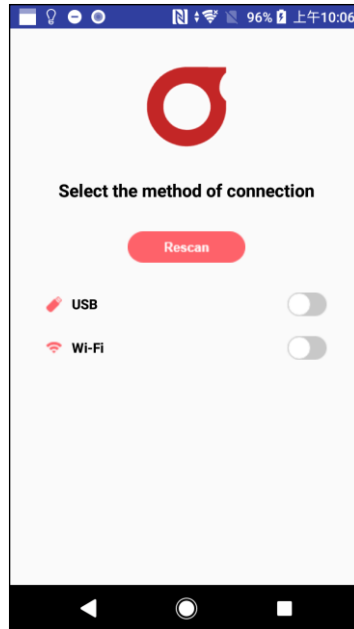 96% 上午10:06
Select the method of connection
Rescan
USB
Wi-Fi